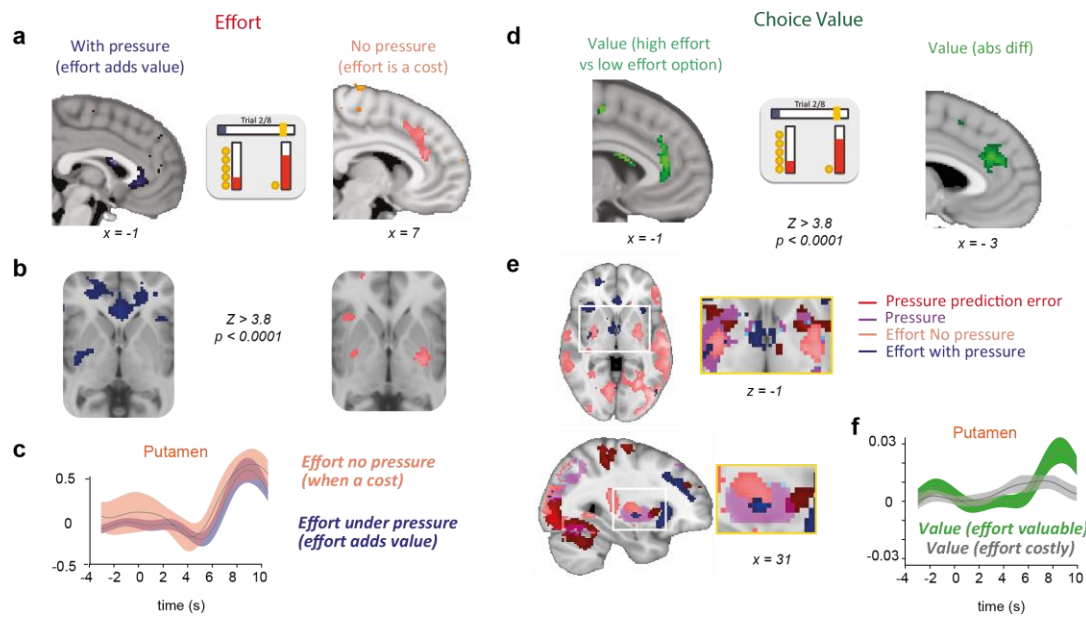 Effort
Choice Value
a
With pressure
(effort adds value)
No pressure
(effort is a cost)
Trial 2/8
x = -1
x = 7
b
Z > 3.8
p < 0.0001
c
Putamen
0.5
0
-0.5
-4 -2 0 2 4 6 8 10
time (s)
Effort no pressure
(when a cost)
Effort under pressure
(effort adds value)
d
Value (high effort
vs low effort option)
Value (abs diff)
Trial 2/8
Z > 3.8
p < 0.0001
x = -1
x = - 3
e
Pressure prediction error
Pressure
Effort No pressure
Effort with pressure
z = -1
x = 31
f
Putamen
0.03
0
-0.03
Value (effort valuable)
Value (effort costly)
-4 -2 0 2 4 6 8 10
time (s)